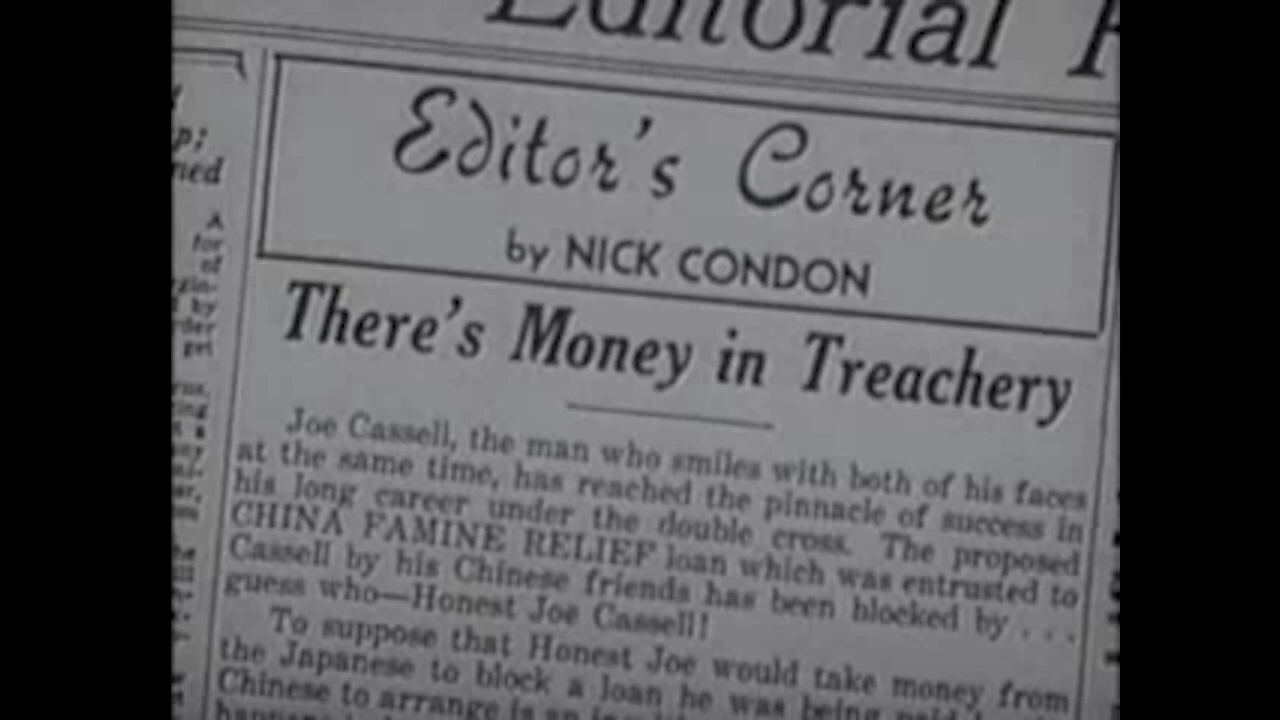 Editorial
Editor's Corner
by NICK CONDON
There's Money in Treachery
Joe Cassell, the man who smiles with both of his faces
at the same time, has reached the pinnacle of success in
his long career under the double cross. The proposed
CHINA FAMINE RELIEF loan which was entrusted to
Cassell by his Chinese friends has been blocked by . . .
guess who—Honest Joe Cassell!
To suppose that Honest Joe would take money from
the Japanese to block a loan he was being paid
Chinese to arrange is an